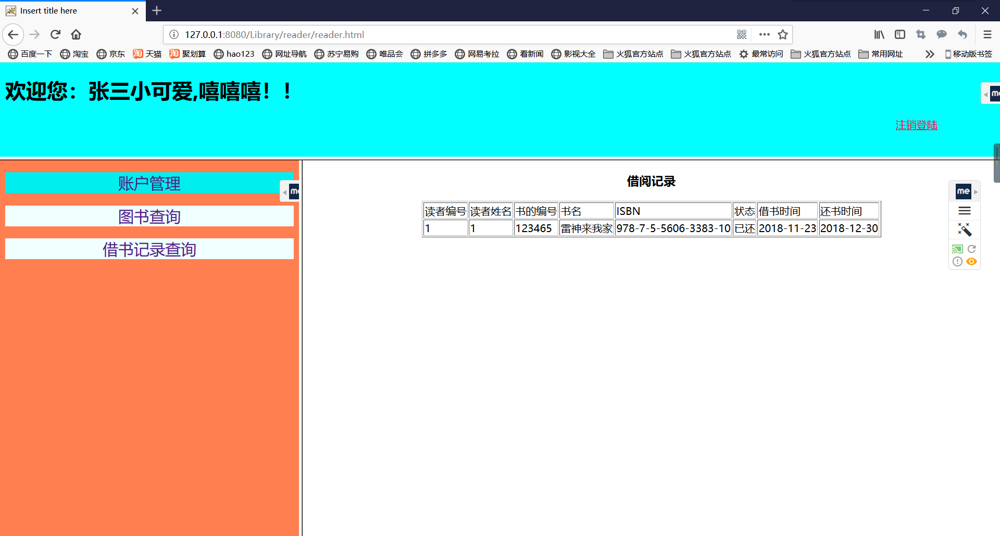 Insert title here
127.0.0.1:8080/Library/reader/reader.html
百度一下 淘宝 京东 淘 天猫 淘 聚划算 hao123 网址导航 苏宁易购 唯品会 拼多多 网易考拉 看新闻 影视大全 火狐官方站点 火狐官方站点 最常访问 火狐官方站点 常用网址 移动版书签
欢迎您：张三小可爱,嘻嘻嘻！！
me
注销登陆
账户管理
me
图书查询
借书记录查询
借阅记录
me
读者编号 读者姓名 书的编号 书名 ISBN 状态 借书时间 还书时间
1 1 123465 雷神来我家 978-7-5-5606-3383-10 已还 2018-11-23 2018-12-30